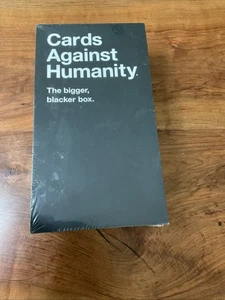 Cards
Against
Humanity.
The bigger,
blacker box.